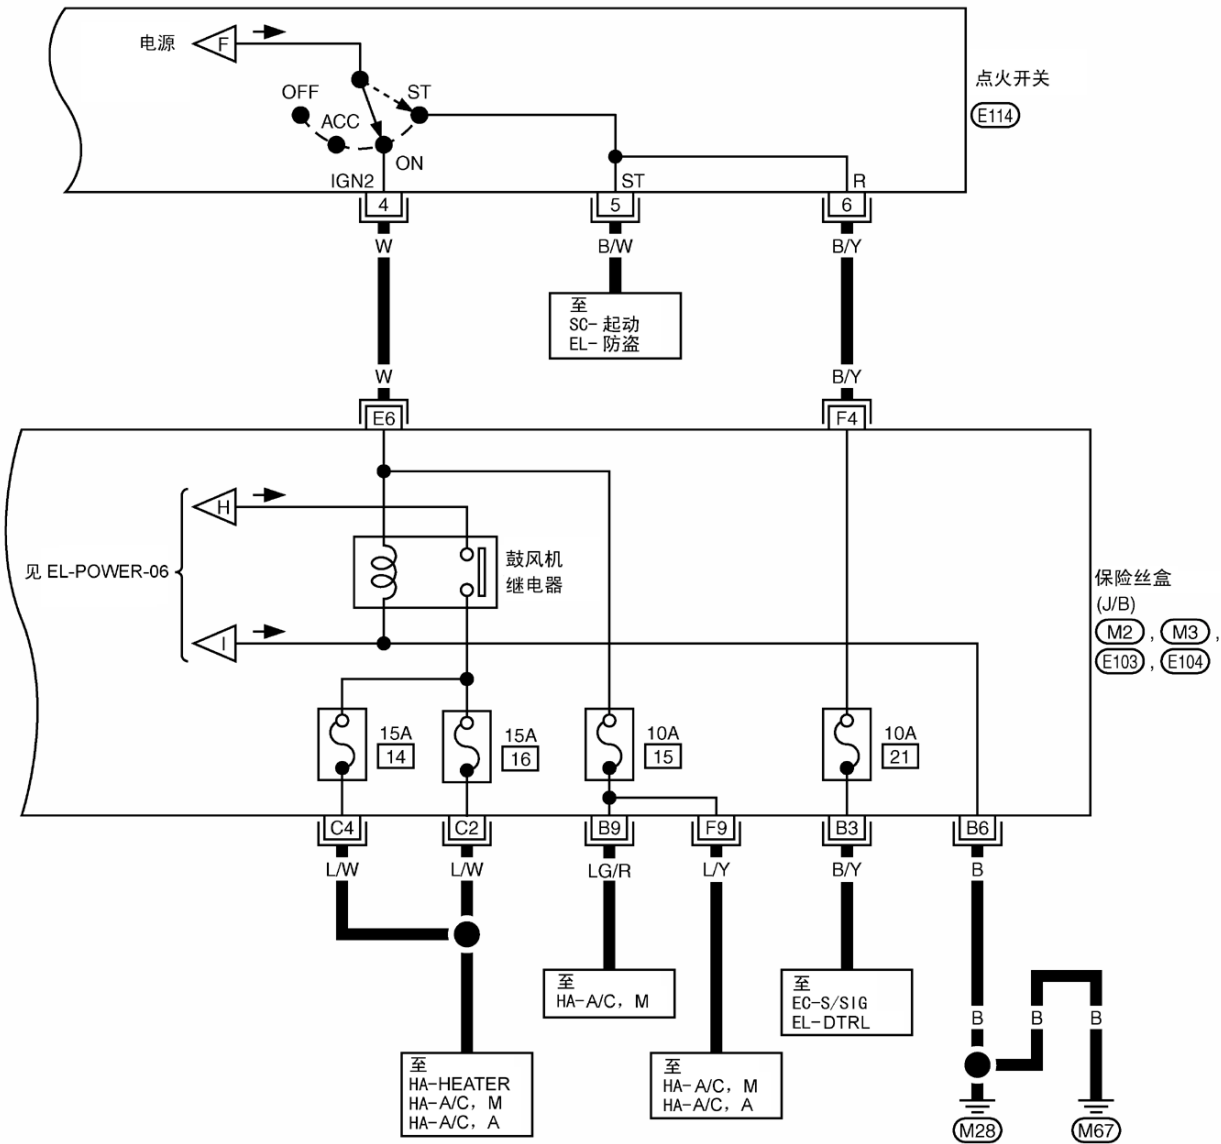 电源
F
OFF
ACC
ST
ON
点火开关
E114
IGN2
ST
R
4
5
6
W
B/W
B/Y
至
SC- 起动
EL- 防盗
W
B/Y
E6
F4
H
见 EL-POWER-06
鼓风机
继电器
I
保险丝盒
(J/B)
M2 , M3 ,
E103 , E104
15A
14
15A
16
10A
15
10A
21
C4
C2
B9
F9
B3
B6
L/W
L/W
LG/R
L/Y
B/Y
B
至
HA-A/C, M
至
EC-S/SIG
EL-DTRL
B
B
B
至
HA-HEATER
HA-A/C, M
HA-A/C, A
至
HA-A/C, M
HA-A/C, A
M28
M67